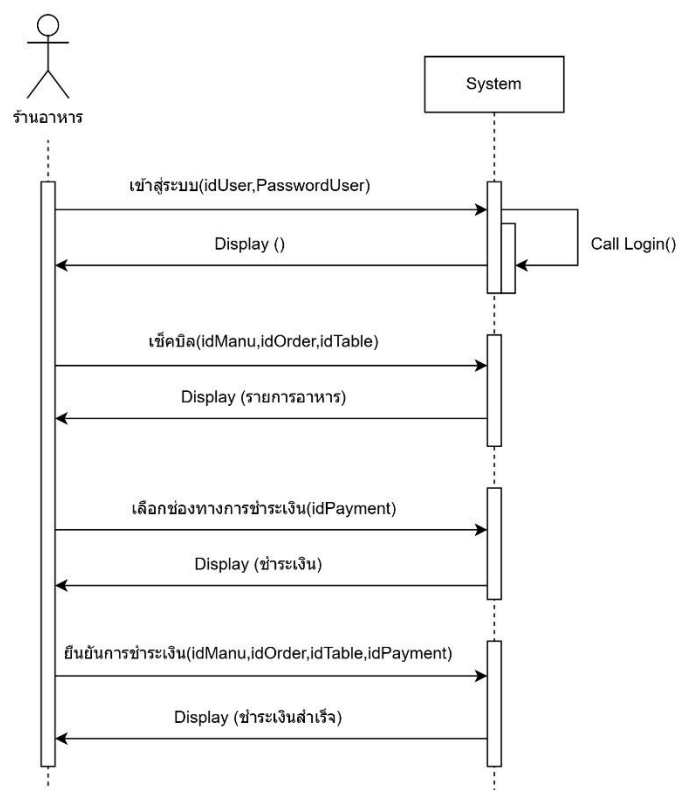 ร้านอาหาร
System
เข้าสู่ระบบ(idUser,PasswordUser)
Display ()
Call Login()
เช็คบิล(idManu,idOrder,idTable)
Display (รายการอาหาร)
เลือกช่องทางการชำระเงิน(idPayment)
Display (ชำระเงิน)
ยืนยันการชำระเงิน(idManu,idOrder,idTable,idPayment)
Display (ชำระเงินสำเร็จ)